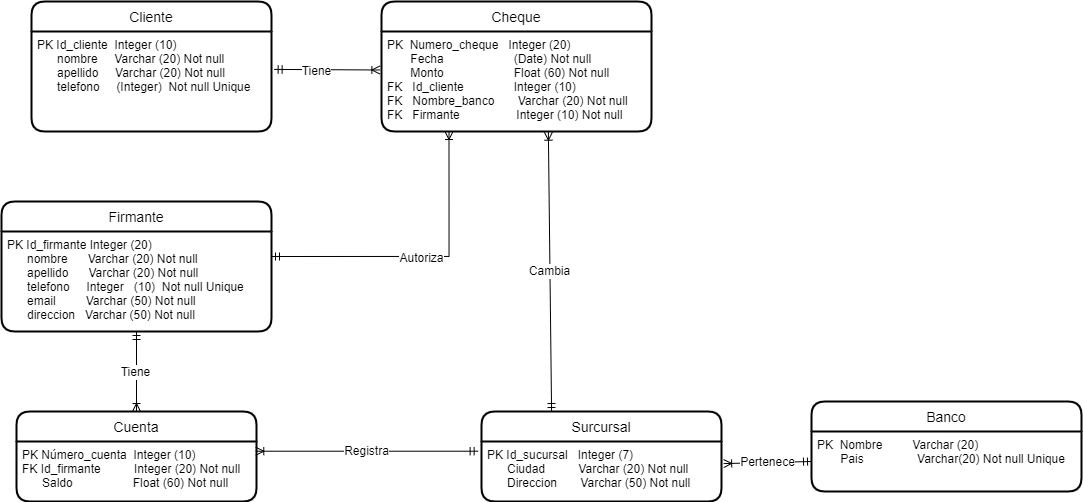 Cliente
PK Id_cliente Integer (10)
nombre Varchar (20) Not null
apellido Varchar (20) Not null
telefono (Integer) Not null Unique
Tiene
Cheque
PK Numero_cheque Integer (20)
Fecha (Date) Not null
Monto Float (60) Not null
FK Id_cliente Integer (10)
FK Nombre_banco Varchar (20) Not null
FK Firmante Integer (10) Not null
Firmante
PK Id_firmante Integer (20)
nombre Varchar (20) Not null
apellido Varchar (20) Not null
telefono Integer (10) Not null Unique
email Varchar (50) Not null
direccion Varchar (50) Not null
Autoriza
Cambia
Tiene
Cuenta
PK Número_cuenta Integer (10)
FK Id_firmante Integer (20) Not null
Saldo Float (60) Not null
Registra
Surcursal
PK Id_sucursal Integer (7)
Ciudad Varchar (20) Not null
Direccion Varchar (50) Not null
Pertenece
Banco
PK Nombre Varchar (20)
Pais Varchar(20) Not null Unique